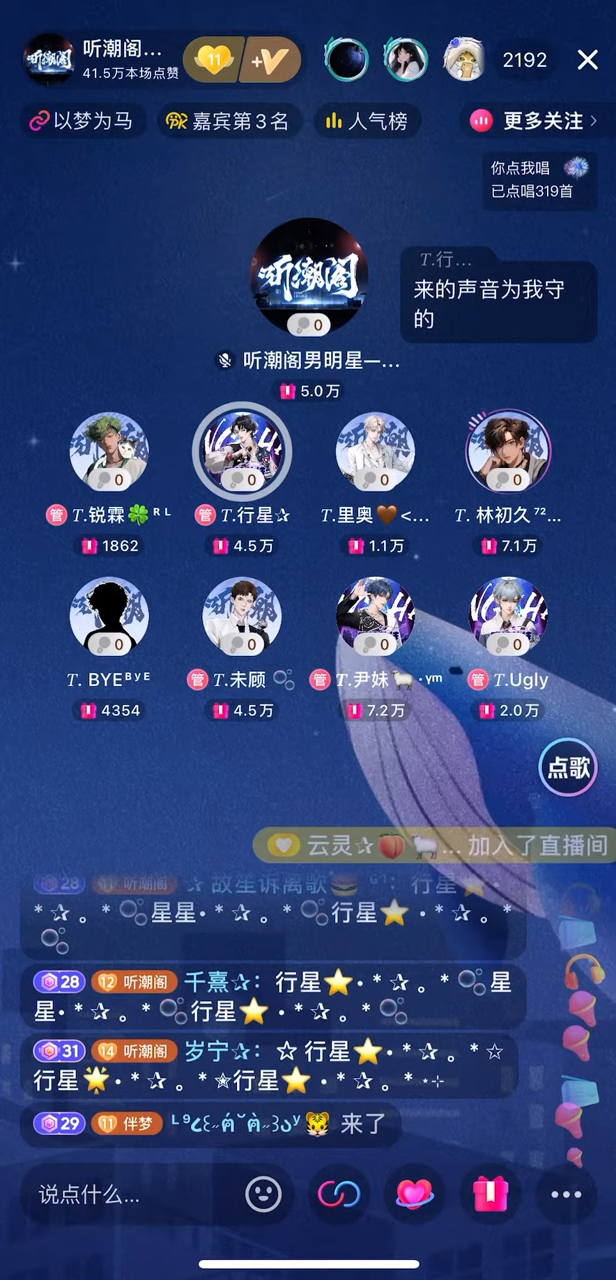 听潮阁...
41.5万本场点赞
11
+
2192
以梦为马
嘉宾第3名
人气榜
更多关注
你点我唱
已点唱319首
听潮阁
T.行...
来的声音为我守
的
0
听潮阁男明星一...
5.0万
0
0
0
0
管 T.锐霖🍀ᴿ ᴸ
管 T.行星✰
T.里奥🤎<...
T. 林初久⁷²...
1862
4.5万
1.1万
7.1万
0
0
0
0
T. BYEᴮʸᴱ
管 T.未顾🫧
管 T.尹妹🐑·ʸᵐ
管 T.Ugly
4354
4.5万
7.2万
2.0万
点歌
云灵✰🍑🐑... 加入了直播间
28 11 听潮阁 ✰故笙诉离歌🍔 ᴳ¹: 行星⭐•
* ✰ 。* 🫧星星• * ✰ 。* 🫧行星⭐ • * ✰ 。*
🫧
28 12 听潮阁 千熹✰: 行星⭐• * ✰ 。* 🫧星
星• * ✰ 。* 🫧行星⭐ • * ✰ 。* 🫧
31 14 听潮阁 岁宁✰: ☆ 行星⭐• * ✰ 。* ☆
行星🌟• * ✰ 。* ✬行星⭐ • * ✰ 。* ⋆⊹
29 11 伴梦 🐯 来了
说点什么...